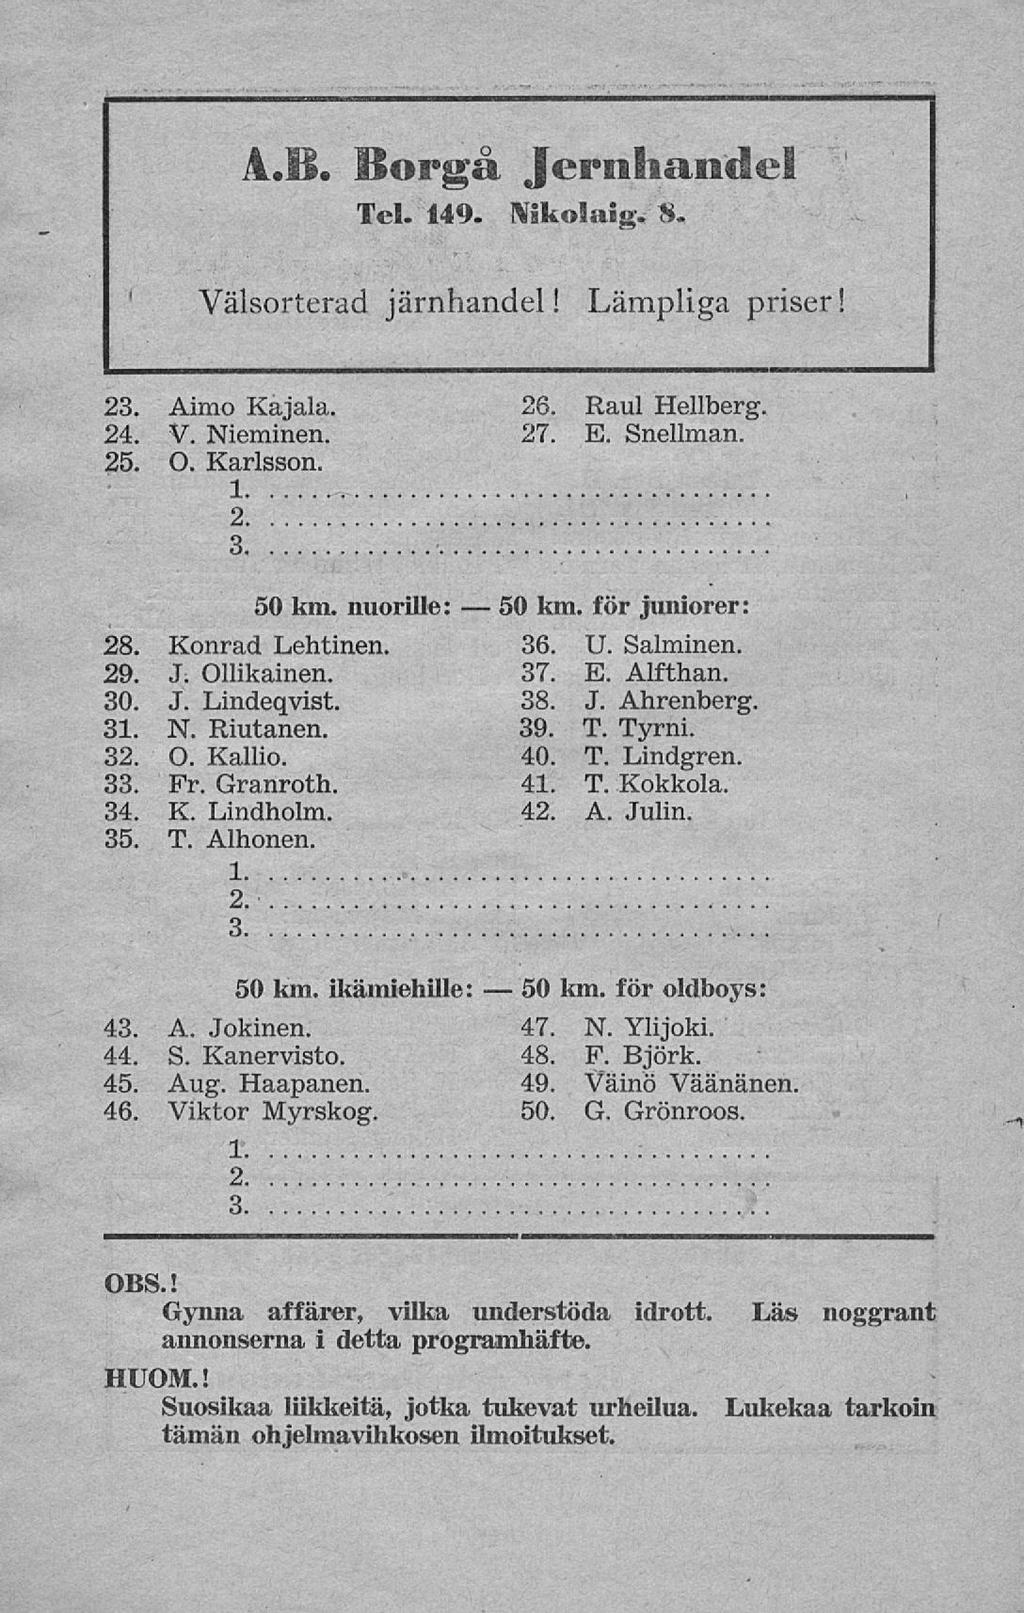 A.B. Borgå Jernhandel
Tel. 149. Nikolaig. 8.
Välsorterad järnhandel! Lämpliga priser!
23. Aimo Kajala. 26. Raul Hellberg.
24. V. Nieminen. 27. E. Snellman.
25. O. Karlsson.
1. ....................................
2. ....................................
3. ....................................
50 km. nuorille: — 50 km. för juniorer:
28. Konrad Lehtinen. 36. U. Salminen.
29. J. Ollikainen. 37. E. Alfthan.
30. J. Lindeqvist. 38. J. Ahrenberg.
31. N. Riutanen. 39. T. Tyrni.
32. O. Kallio. 40. T. Lindgren.
33. Fr. Granroth. 41. T. Kokkola.
34. K. Lindholm. 42. A. Julin.
35. T. Alhonen.
1. ....................................
2. ....................................
3. ....................................
50 km. ikämiehille: — 50 km. för oldboys:
43. A. Jokinen. 47. N. Ylijoki.
44. S. Kanervisto. 48. F. Björk.
45. Aug. Haapanen. 49. Väinö Väänänen.
46. Viktor Myrskog. 50. G. Grönroos.
1. ....................................
2. ....................................
3. ....................................
OBS.!
Gynna affärer, vilka understöda idrott. Läs noggrant
annonserna i detta programhäfte.
HUOM.!
Suosikaa liikkeitä, jotka tukevat urheilua. Lukekaa tarkoin
tämän ohjelmavihkosen ilmoitukset.